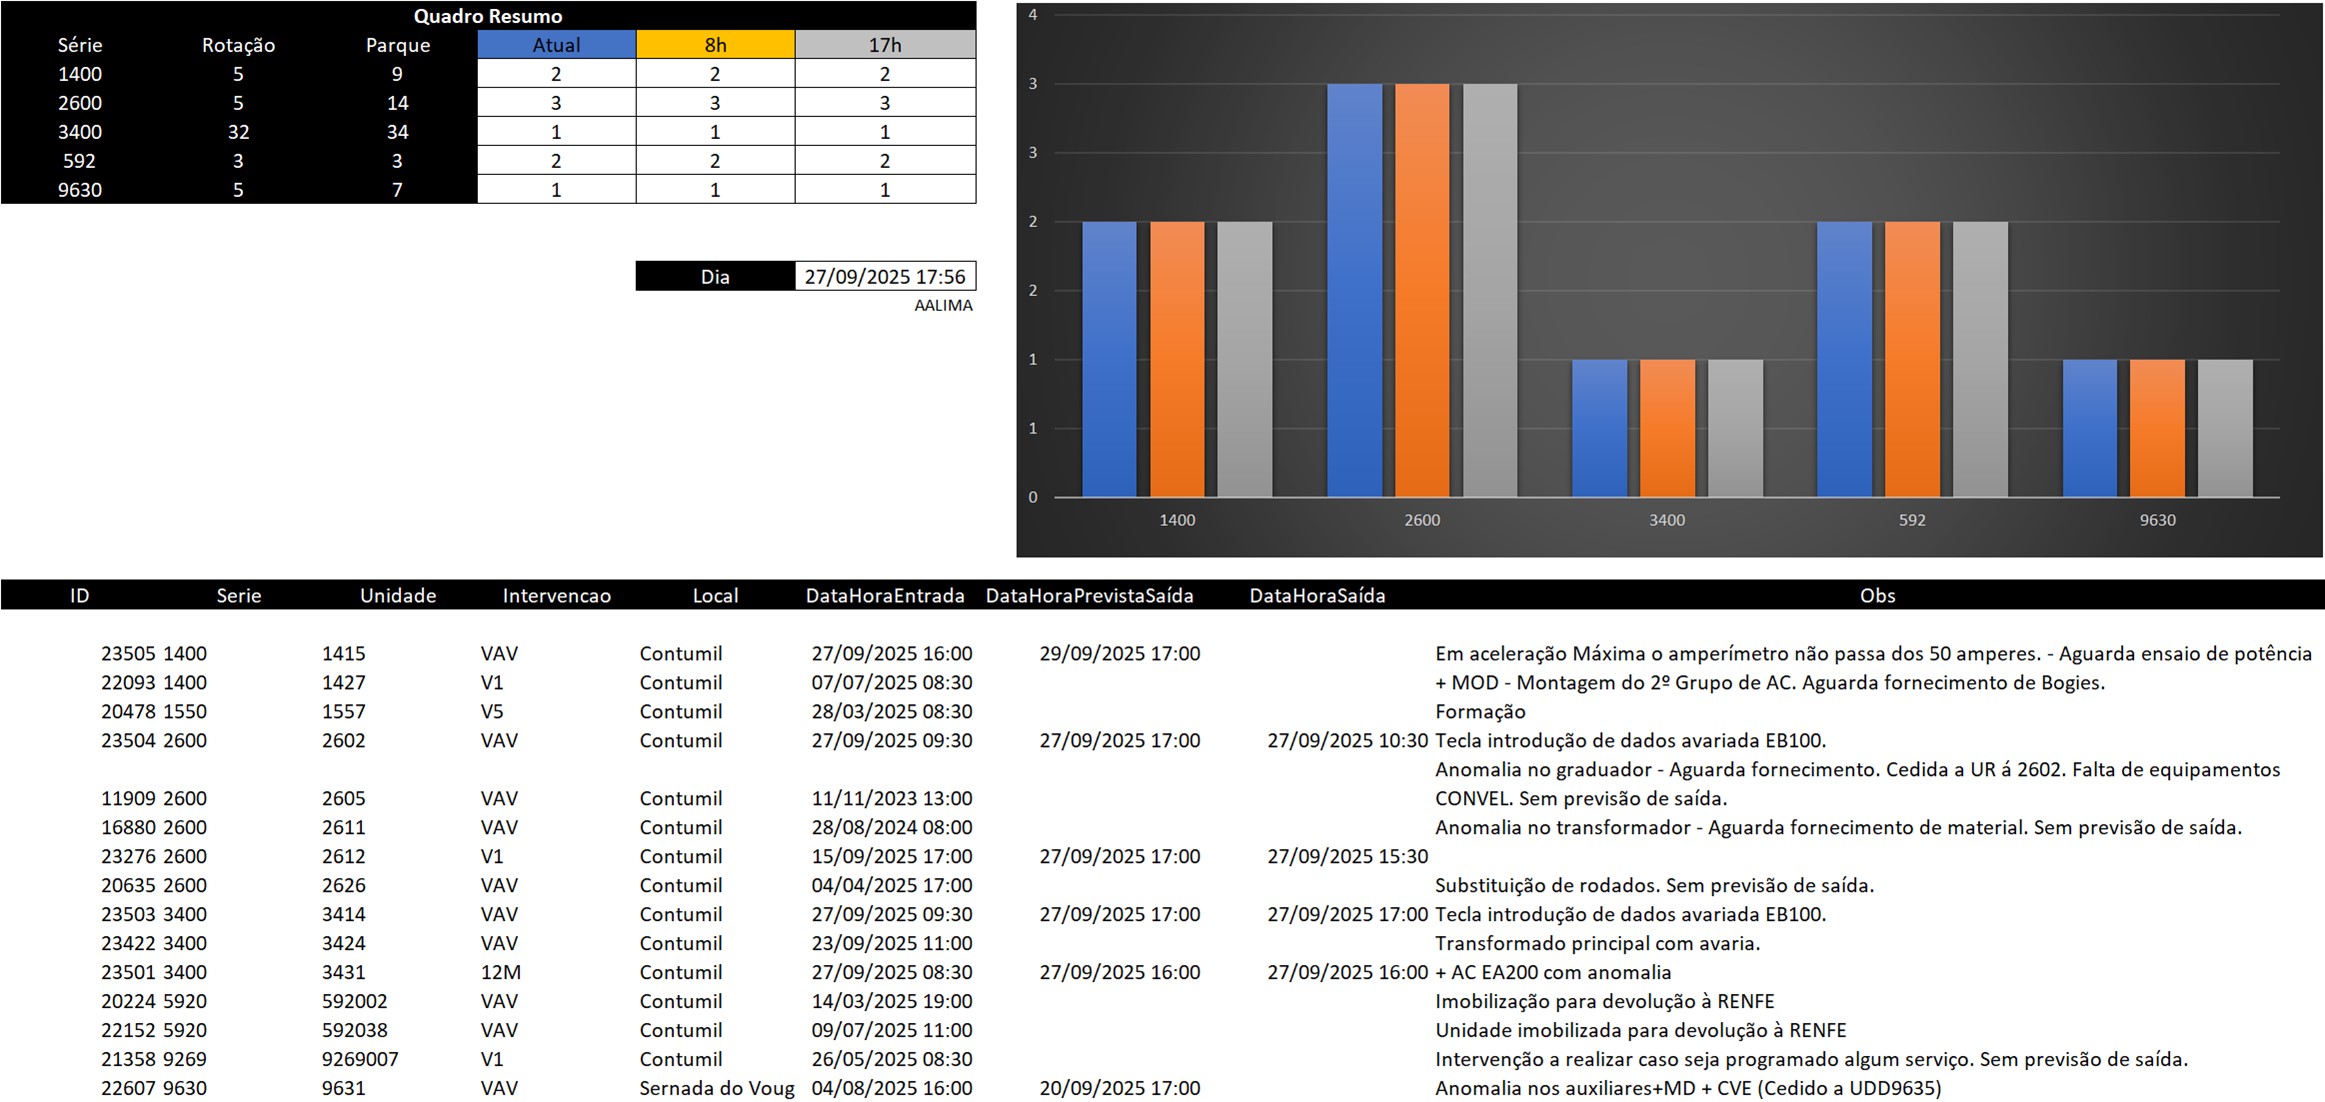 Quadro Resumo
Série Rotação Parque Atual 8h 17h
1400 5 9 2 2 2
2600 5 14 3 3 3
3400 32 34 1 1 1
592 3 3 2 2 2
9630 5 7 1 1 1
Dia 27/09/2025 17:56
AALIMA
4
3
3
2
2
1
1
0
1400 2600 3400 592 9630
ID Serie Unidade Intervencao Local DataHoraEntrada DataHoraPrevistaSaída DataHoraSaída Obs
23505 1400 1415 VAV Contumil 27/09/2025 16:00 29/09/2025 17:00 Em aceleração Máxima o amperímetro não passa dos 50 amperes. - Aguarda ensaio de potência
22093 1400 1427 V1 Contumil 07/07/2025 08:30 + MOD - Montagem do 2º Grupo de AC. Aguarda fornecimento de Bogies.
20478 1550 1557 V5 Contumil 28/03/2025 08:30 Formação
23504 2600 2602 VAV Contumil 27/09/2025 09:30 27/09/2025 17:00 27/09/2025 10:30 Tecla introdução de dados avariada EB100.
Anomalia no graduador - Aguarda fornecimento. Cedida a UR á 2602. Falta de equipamentos
11909 2600 2605 VAV Contumil 11/11/2023 13:00 CONVEL. Sem previsão de saída.
16880 2600 2611 VAV Contumil 28/08/2024 08:00 Anomalia no transformador - Aguarda fornecimento de material. Sem previsão de saída.
23276 2600 2612 V1 Contumil 15/09/2025 17:00 27/09/2025 17:00 27/09/2025 15:30
20635 2600 2626 VAV Contumil 04/04/2025 17:00 Substituição de rodados. Sem previsão de saída.
23503 3400 3414 VAV Contumil 27/09/2025 09:30 27/09/2025 17:00 27/09/2025 17:00 Tecla introdução de dados avariada EB100.
23422 3400 3424 VAV Contumil 23/09/2025 11:00 Transformado principal com avaria.
23501 3400 3431 12M Contumil 27/09/2025 08:30 27/09/2025 16:00 27/09/2025 16:00 + AC EA200 com anomalia
20224 5920 592002 VAV Contumil 14/03/2025 19:00 Imobilização para devolução à RENFE
22152 5920 592038 VAV Contumil 09/07/2025 11:00 Unidade imobilizada para devolução à RENFE
21358 9269 9269007 V1 Contumil 26/05/2025 08:30 Intervenção a realizar caso seja programado algum serviço. Sem previsão de saída.
22607 9630 9631 VAV Sernada do Voug 04/08/2025 16:00 20/09/2025 17:00 Anomalia nos auxiliares+MD + CVE (Cedido a UDD9635)